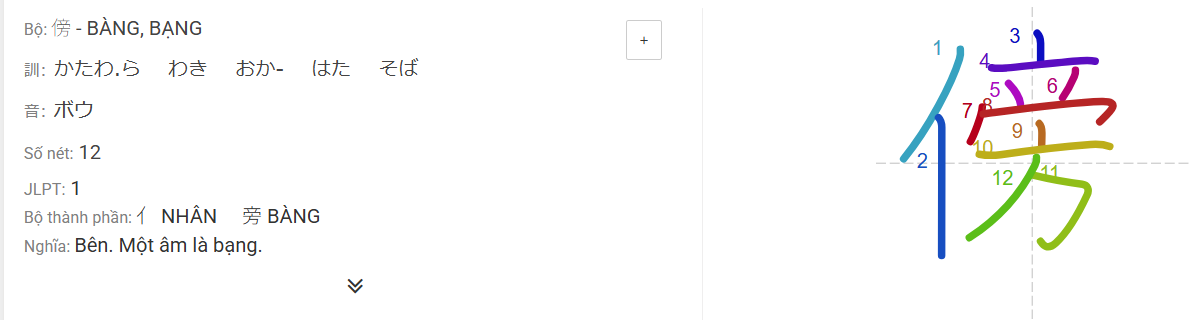 Bộ: 傍 - BÀNG, BẠNG
+
訓: かたわ.ら わき おか- はた そば
音: ボウ
Số nét: 12
JLPT: 1
Bộ thành phần: 亻 NHÂN 旁 BÀNG
Nghĩa: Bên. Một âm là bạng.
傍
1
2
3
4
5
6
7
8
9
10
11
12